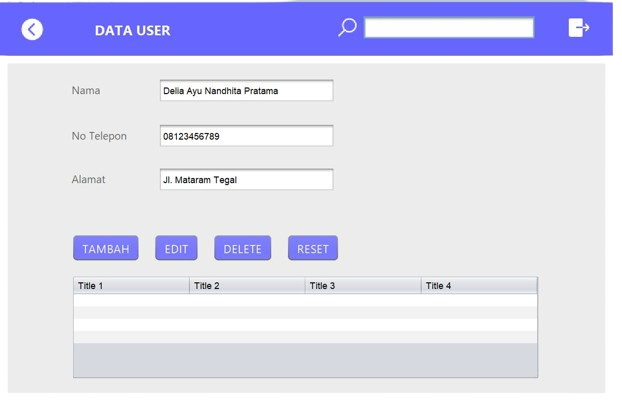 DATA USER
Nama Delia Ayu Nandhita Pratama
No Telepon 08123456789
Alamat Jl. Mataram Tegal
TAMBAH EDIT DELETE RESET
Title 1 Title 2 Title 3 Title 4